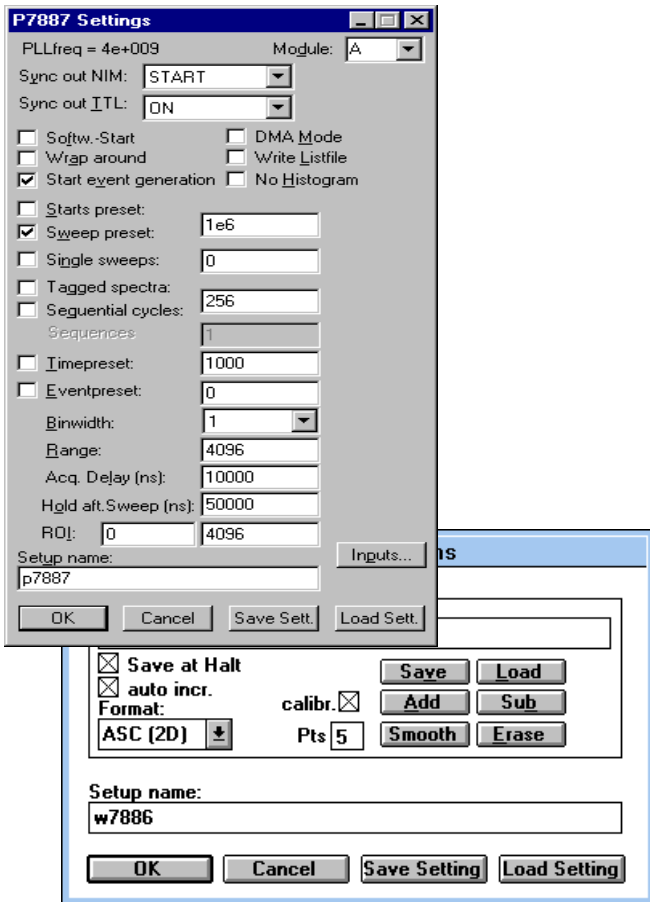 P7887 Settings
PLLfreq = 4e+009 Module: A
Sync out NIM: START
Sync out TTL: ON
Softw.-Start DMA Mode
Wrap around Write Listfile
Start event generation No Histogram
Starts preset:
Sweep preset: 1e6
Single sweeps: 0
Tagged spectra:
Seguential cycles: 256
Sequences 1
Timepreset: 1000
Eventpreset: 0
Binwidth: 1
Range: 4096
Acq. Delay (ns): 10000
Hold aft.Sweep (ns): 50000
ROI: 0 4096
Setup name: Inputs...
p7887
OK Cancel Save Sett. Load Sett.
Save at Halt Save Load
auto incr. calibr. Add Sub
Format:
ASC (2D) Pts 5 Smooth Erase
Setup name:
w7886
OK Cancel Save Setting Load Setting